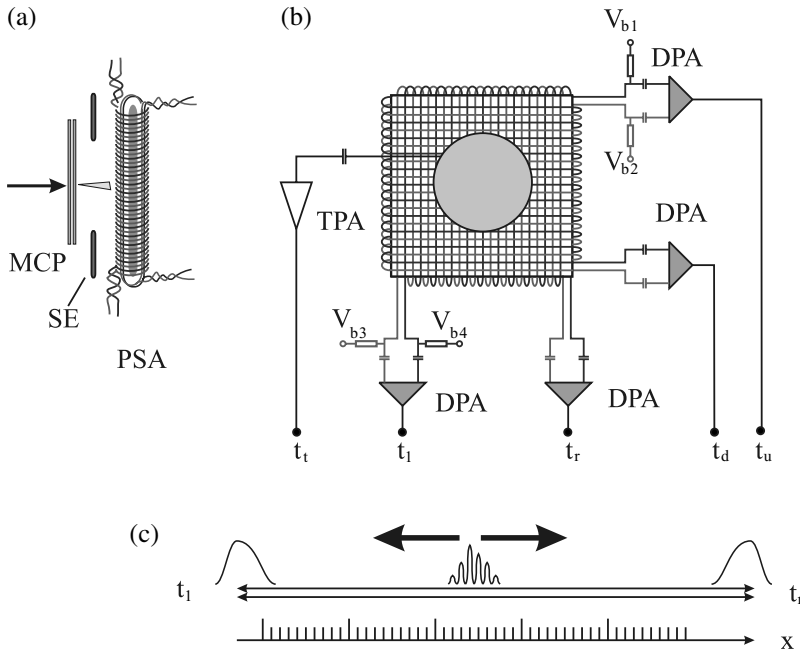 (a)
(b)
V_b1
DPA
V_b2
TPA
DPA
MCP
SE
PSA
V_b3
V_b4
DPA
DPA
t_t
t_l
t_r
t_d
t_u
(c)
t_l
t_r
x